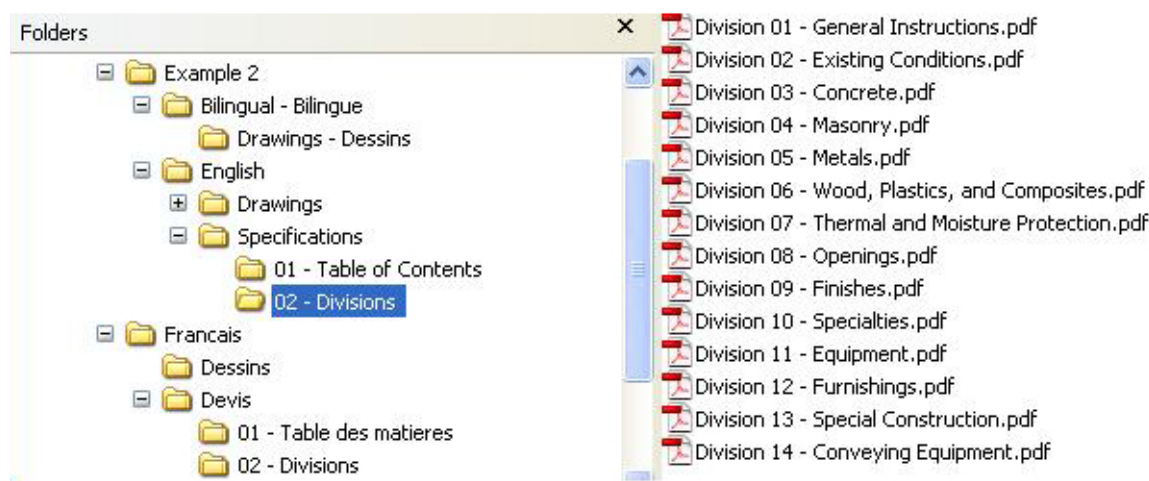 Folders
Example 2
Bilingual - Bilingue
Drawings - Dessins
English
Drawings
Specifications
01 - Table of Contents
02 - Divisions
Francais
Dessins
Devis
01 - Table des matieres
02 - Divisions
Division 01 - General Instructions.pdf
Division 02 - Existing Conditions.pdf
Division 03 - Concrete.pdf
Division 04 - Masonry.pdf
Division 05 - Metals.pdf
Division 06 - Wood, Plastics, and Composites.pdf
Division 07 - Thermal and Moisture Protection.pdf
Division 08 - Openings.pdf
Division 09 - Finishes.pdf
Division 10 - Specialties.pdf
Division 11 - Equipment.pdf
Division 12 - Furnishings.pdf
Division 13 - Special Construction.pdf
Division 14 - Conveying Equipment.pdf